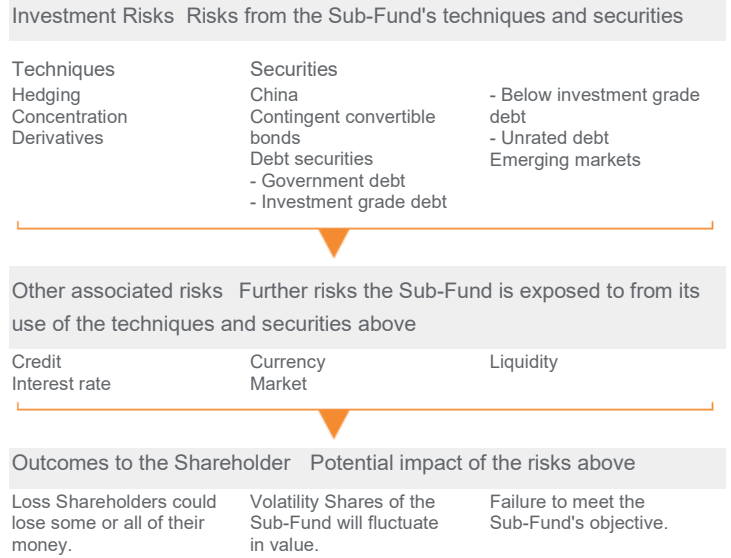 Investment Risks Risks from the Sub-Fund's techniques and securities
Techniques
Hedging
Concentration
Derivatives
Securities
China
Contingent convertible
bonds
Debt securities
- Government debt
- Investment grade debt
- Below investment grade
debt
- Unrated debt
Emerging markets
Other associated risks Further risks the Sub-Fund is exposed to from its
use of the techniques and securities above
Credit
Interest rate
Currency
Market
Liquidity
Outcomes to the Shareholder Potential impact of the risks above
Loss Shareholders could
lose some or all of their
money.
Volatility Shares of the
Sub-Fund will fluctuate
in value.
Failure to meet the
Sub-Fund's objective.